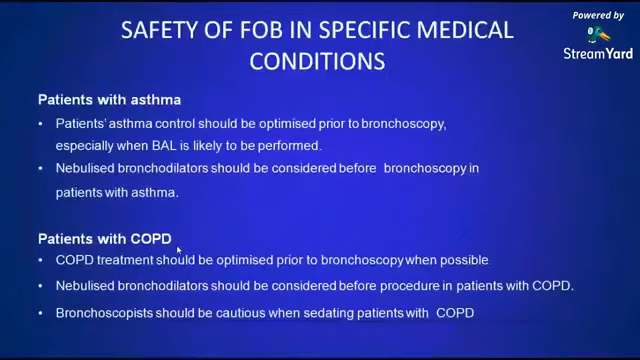 Powered by
StreamYard
SAFETY OF FOB IN SPECIFIC MEDICAL
CONDITIONS
Patients with asthma
• Patients' asthma control should be optimised prior to bronchoscopy,
especially when BAL is likely to be performed.
• Nebulised bronchodilators should be considered before bronchoscopy in
patients with asthma.
Patients with COPD
• COPD treatment should be optimised prior to bronchoscopy when possible
• Nebulised bronchodilators should be considered before procedure in patients with COPD.
• Bronchoscopists should be cautious when sedating patients with COPD